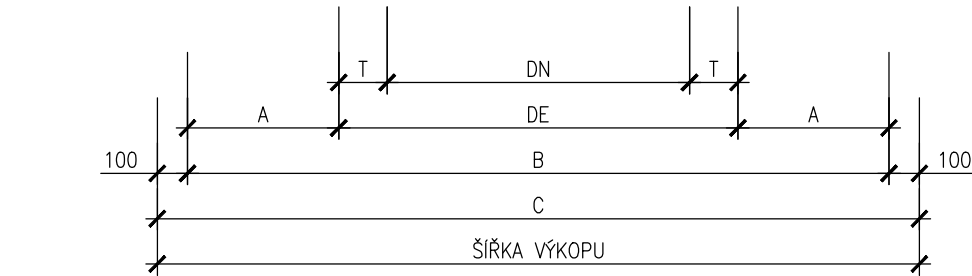 T DN T
A DE A
100 B 100
C
ŠÍŘKA VÝKOPU